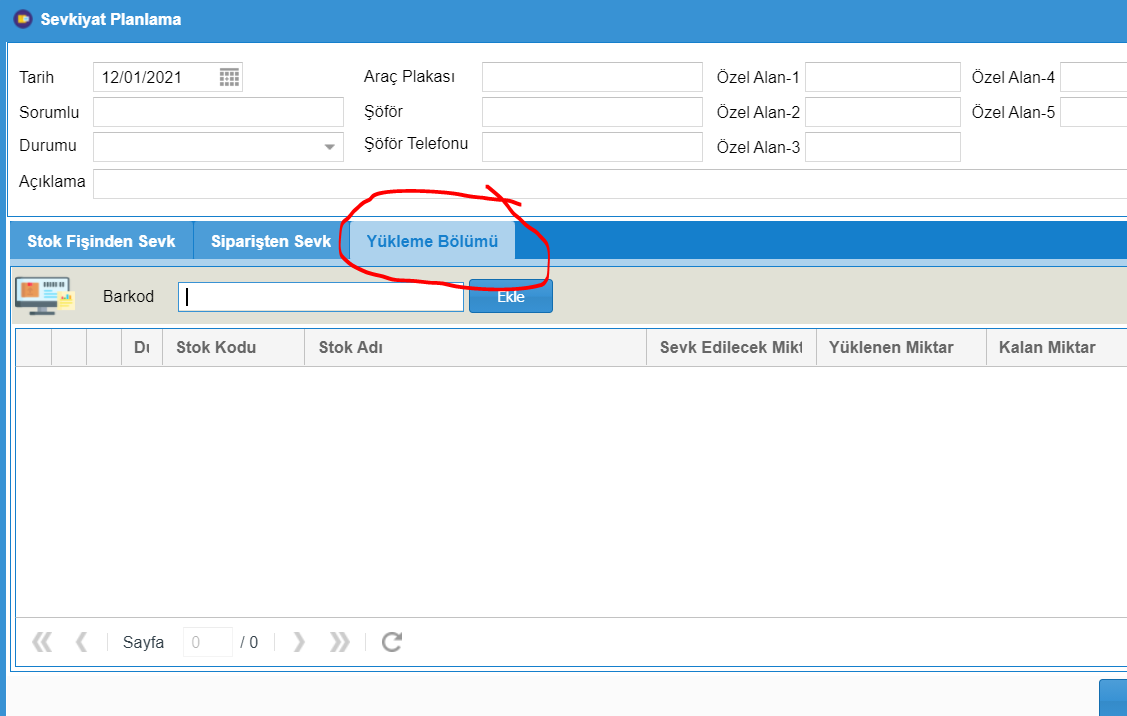 Sevkiyat Planlama
Tarih 12/01/2021 Araç Plakası Özel Alan-1 Özel Alan-4
Sorumlu Şöför Özel Alan-2 Özel Alan-5
Durumu Şöför Telefonu Özel Alan-3
Açıklama
Stok Fişinden Sevk Siparişten Sevk Yükleme Bölümü
Barkod Ekle
Stok Kodu Stok Adı Sevk Edilecek Mikt Yüklenen Miktar Kalan Miktar
Sayfa 0 / 0